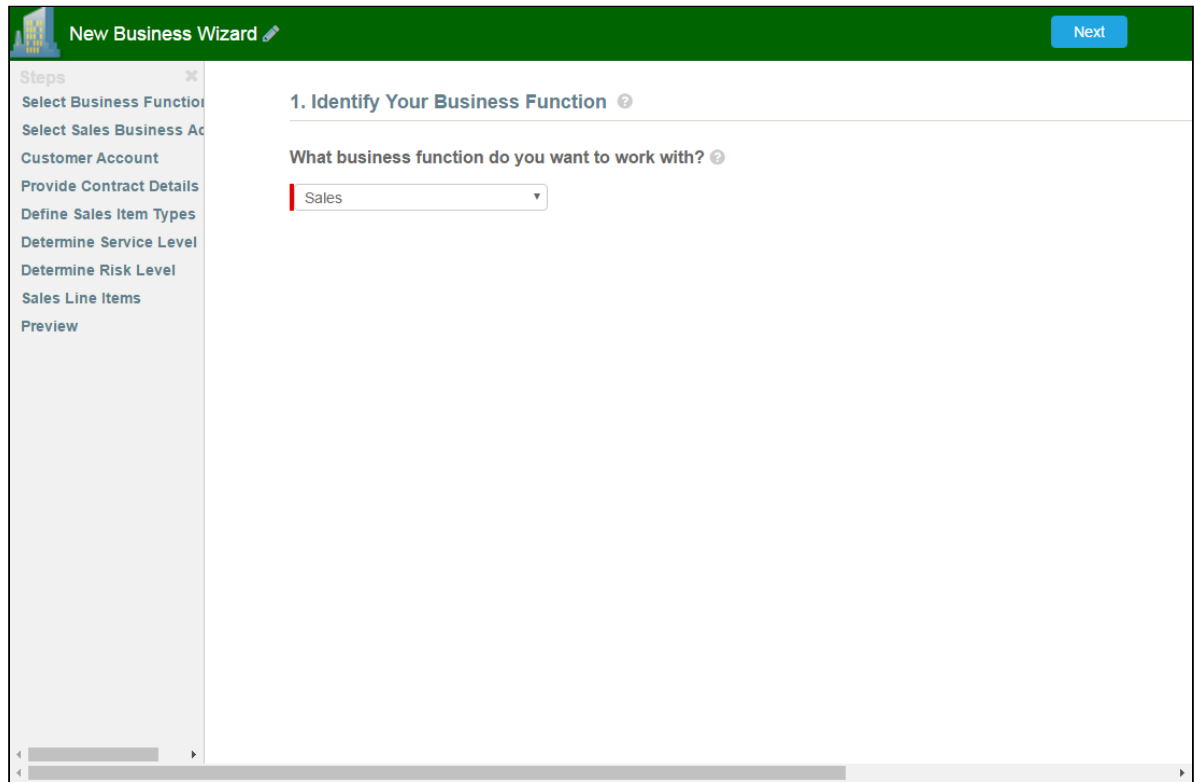 New Business Wizard
Next
Steps
Select Business Function
Select Sales Business
Customer Account
Provide Contract Details
Define Sales Item Types
Determine Service Level
Determine Risk Level
Sales Line Items
Preview
1. Identify Your Business Function
What business function do you want to work with?
Sales